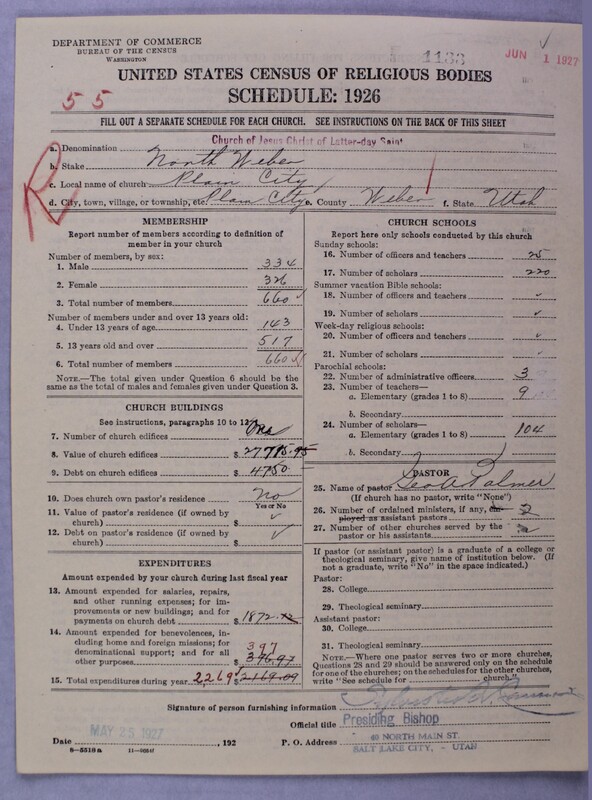 DEPARTMENT OF COMMERCE
BUREAU OF THE CENSUS
WASHINGTON
1133
JUN 1 1927
UNITED STATES CENSUS OF RELIGIOUS BODIES
55
SCHEDULE: 1926
FILL OUT A SEPARATE SCHEDULE FOR EACH CHURCH. SEE INSTRUCTIONS ON THE BACK OF THIS SHEET
R
a. Denomination Church of Jesus Christ of Latter-day Saint
b. Stake North Weber
c. Local name of church Plain City
d. City, town, village, or township, etc. Plain City e. County Weber f. State Utah
MEMBERSHIP
Report number of members according to definition of member in your church
Number of members, by sex:
1. Male 334
2. Female 326
3. Total number of members 660
Number of members under and over 13 years old:
4. Under 13 years of age 143
5. 13 years old and over 517
6. Total number of members 660
NOTE.—The total given under Question 6 should be
same as the total of males and females given under Question 3.
CHURCH BUILDINGS
See instructions, paragraphs 10 to 12
7. Number of church edifices One
8. Value of church edifices $ 27795.95
9. Debt on church edifices $ 4750
10. Does church own pastor's residence No
Yes or No
11. Value of pastor's residence (if owned by
church) $ ✓
12. Debt on pastor's residence (if owned by
church) $ ✓
EXPENDITURES
Amount expended by your church during last fiscal year
13. Amount expended for salaries, repairs,
and other running expenses; for im-
provements or new buildings; and for
payments on church debt $ 1872.
14. Amount expended for benevolences, in-
cluding home and foreign missions; for
denominational support; and for all 397
other purposes $
15. Total expenditures during year 2269 $ 2169.09
CHURCH SCHOOLS
Report here only schools conducted by this church
Sunday schools:
16. Number of officers and teachers 25
17. Number of scholars 220
Summer vacation Bible schools:
18. Number of officers and teachers ✓
19. Number of scholars ✓
Week-day religious schools:
20. Number of officers and teachers ✓
21. Number of scholars ✓
Parochial schools:
22. Number of administrative officers 3
23. Number of teachers—
a. Elementary (grades 1 to 8) 9
b. Secondary
24. Number of scholars—
a. Elementary (grades 1 to 8) 104
b. Secondary
PASTOR
25. Name of pastor Geo A Palmer
(If church has no pastor, write "None")
26. Number of ordained ministers, if any, em-
ployed as assistant pastors 2
27. Number of other churches served by the
pastor or his assistants
If pastor (or assistant pastor) is a graduate of a college or
theological seminary, give name of institution below. (If
not a graduate, write "No" in the space indicated.)
Pastor:
28. College
29. Theological seminary
Assistant pastor:
30. College
31. Theological seminary
NOTE.—Where one pastor serves two or more churches,
Questions 28 and 29 should be answered only on the schedule
for one of the churches; on the schedules for the other churches,
write "See schedule for church."
Signature of person furnishing information
Official title Presiding Bishop
Date MAY 25 1927, 192 P. O. Address 40 NORTH MAIN ST.
SALT LAKE CITY, - UTAH
8—5518a